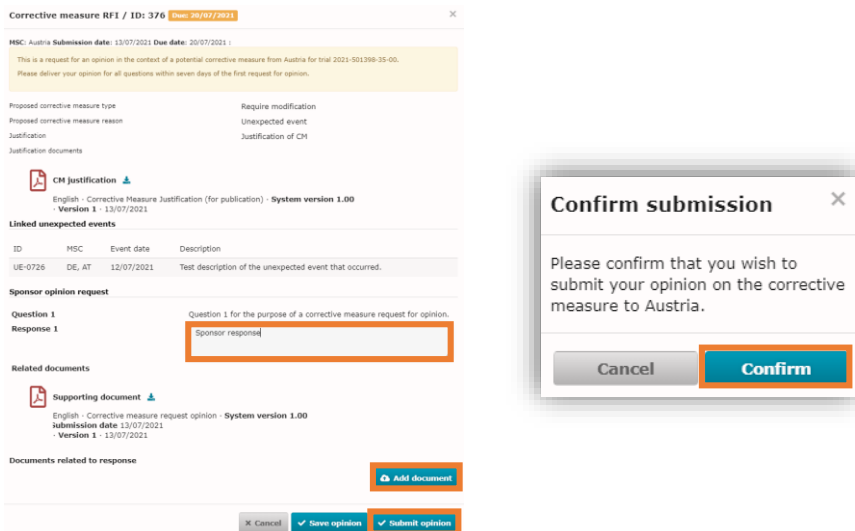 Corrective measure RFI / ID: 376 Due: 20/07/2021
MSC: Austria Submission date: 13/07/2021 Due date: 20/07/2021 :
This is a request for an opinion in the context of a potential corrective measure from Austria for trial 2021-501398-35-00.
Please deliver your opinion for all questions within seven days of the first request for opinion.
Proposed corrective measure type Require modification
Proposed corrective measure reason Unexpected event
Justification Justification of CM
Justification documents
CM justification
English · Corrective Measure Justification (for publication) · System version 1.00
· Version 1 · 13/07/2021
Linked unexpected events
ID MSC Event date Description
UE-0726 DE, AT 12/07/2021 Test description of the unexpected event that occurred.
Sponsor opinion request
Question 1 Question 1 for the purpose of a corrective measure request for opinion.
Response 1 Sponsor response
Related documents
Supporting document
English · Corrective measure request opinion · System version 1.00
submission date 13/07/2021
· Version 1 · 13/07/2021
Documents related to response
Add document
Cancel Save opinion Submit opinion
Confirm submission
Please confirm that you wish to
submit your opinion on the corrective
measure to Austria.
Cancel Confirm